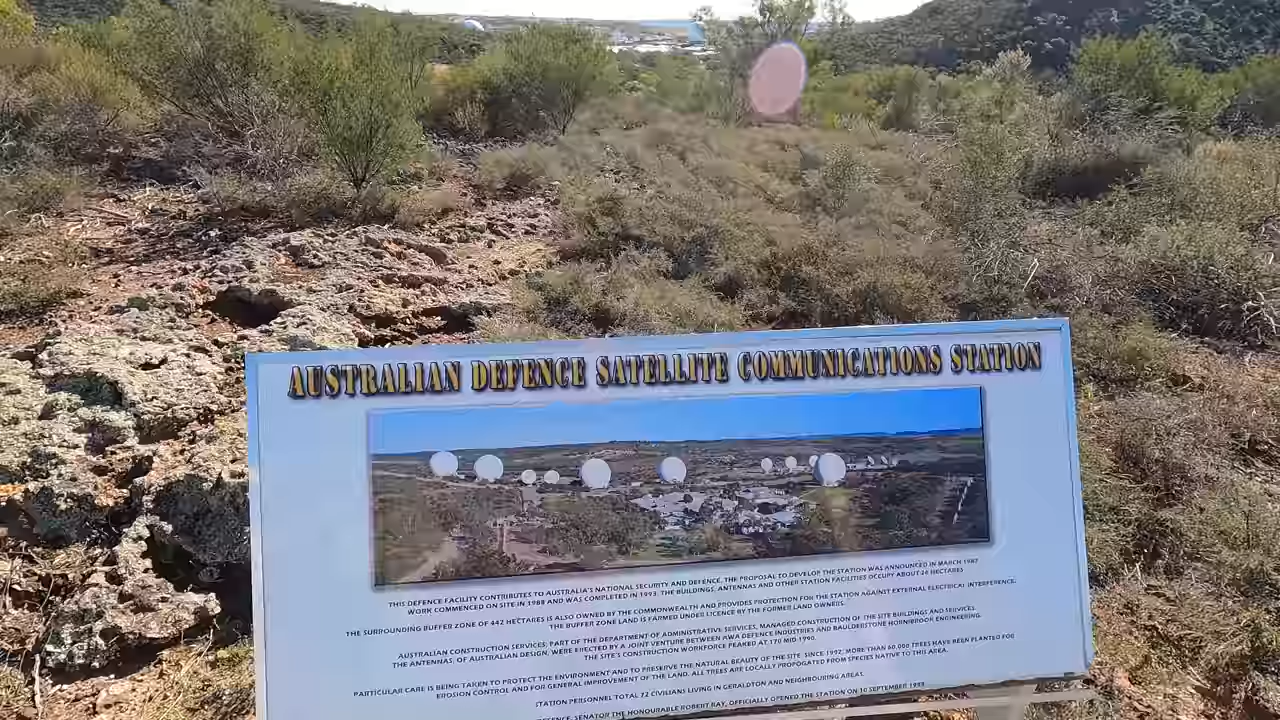 AUSTRALIAN DEFENCE SATELLITE COMMUNICATIONS STATION
THIS DEFENCE FACILITY CONTRIBUTES TO AUSTRALIA'S NATIONAL SECURITY AND DEFENCE. THE PROPOSAL TO DEVELOP THE STATION WAS ANNOUNCED IN MARCH 1987
WORK COMMENCED ON SITE IN 1988 AND WAS COMPLETED IN 1993. THE BUILDINGS, ANTENNAS AND OTHER STATION FACILITIES OCCUPY ABOUT 26 HECTARES
THE SURROUNDING BUFFER ZONE OF 442 HECTARES IS ALSO OWNED BY THE COMMONWEALTH AND PROVIDES PROTECTION FOR THE STATION AGAINST EXTERNAL ELECTRICAL INTERFERENCE.
THE BUFFER ZONE LAND IS FARMED UNDER LICENCE BY THE FORMER LAND OWNERS.
AUSTRALIAN CONSTRUCTION SERVICES, PART OF THE DEPARTMENT OF ADMINISTRATIVE SERVICES, MANAGED CONSTRUCTION OF THE SITE BUILDINGS AND SERVICES.
THE ANTENNAS, OF AUSTRALIAN DESIGN, WERE ERECTED BY A JOINT VENTURE BETWEEN AWA DEFENCE INDUSTRIES AND BAULDERSTONE HORNIBROOK ENGINEERING.
THE SITE'S CONSTRUCTION WORKFORCE PEAKED AT 170 MID-1990.
PARTICULAR CARE IS BEING TAKEN TO PROTECT THE ENVIRONMENT AND TO PRESERVE THE NATURAL BEAUTY OF THE SITE. SINCE 1992, MORE THAN 60,000 TREES HAVE BEEN PLANTED FOR
EROSION CONTROL AND FOR GENERAL IMPROVEMENT OF THE LAND. ALL TREES ARE LOCALLY PROPOGATED FROM SPECIES NATIVE TO THIS AREA.
STATION PERSONNEL TOTAL 72 CIVILIANS LIVING IN GERALDTON AND NEIGHBOURING AREAS.
DEFENCE, SENATOR THE HONOURABLE ROBERT RAY, OFFICIALLY OPENED THE STATION ON 10 SEPTEMBER 1993